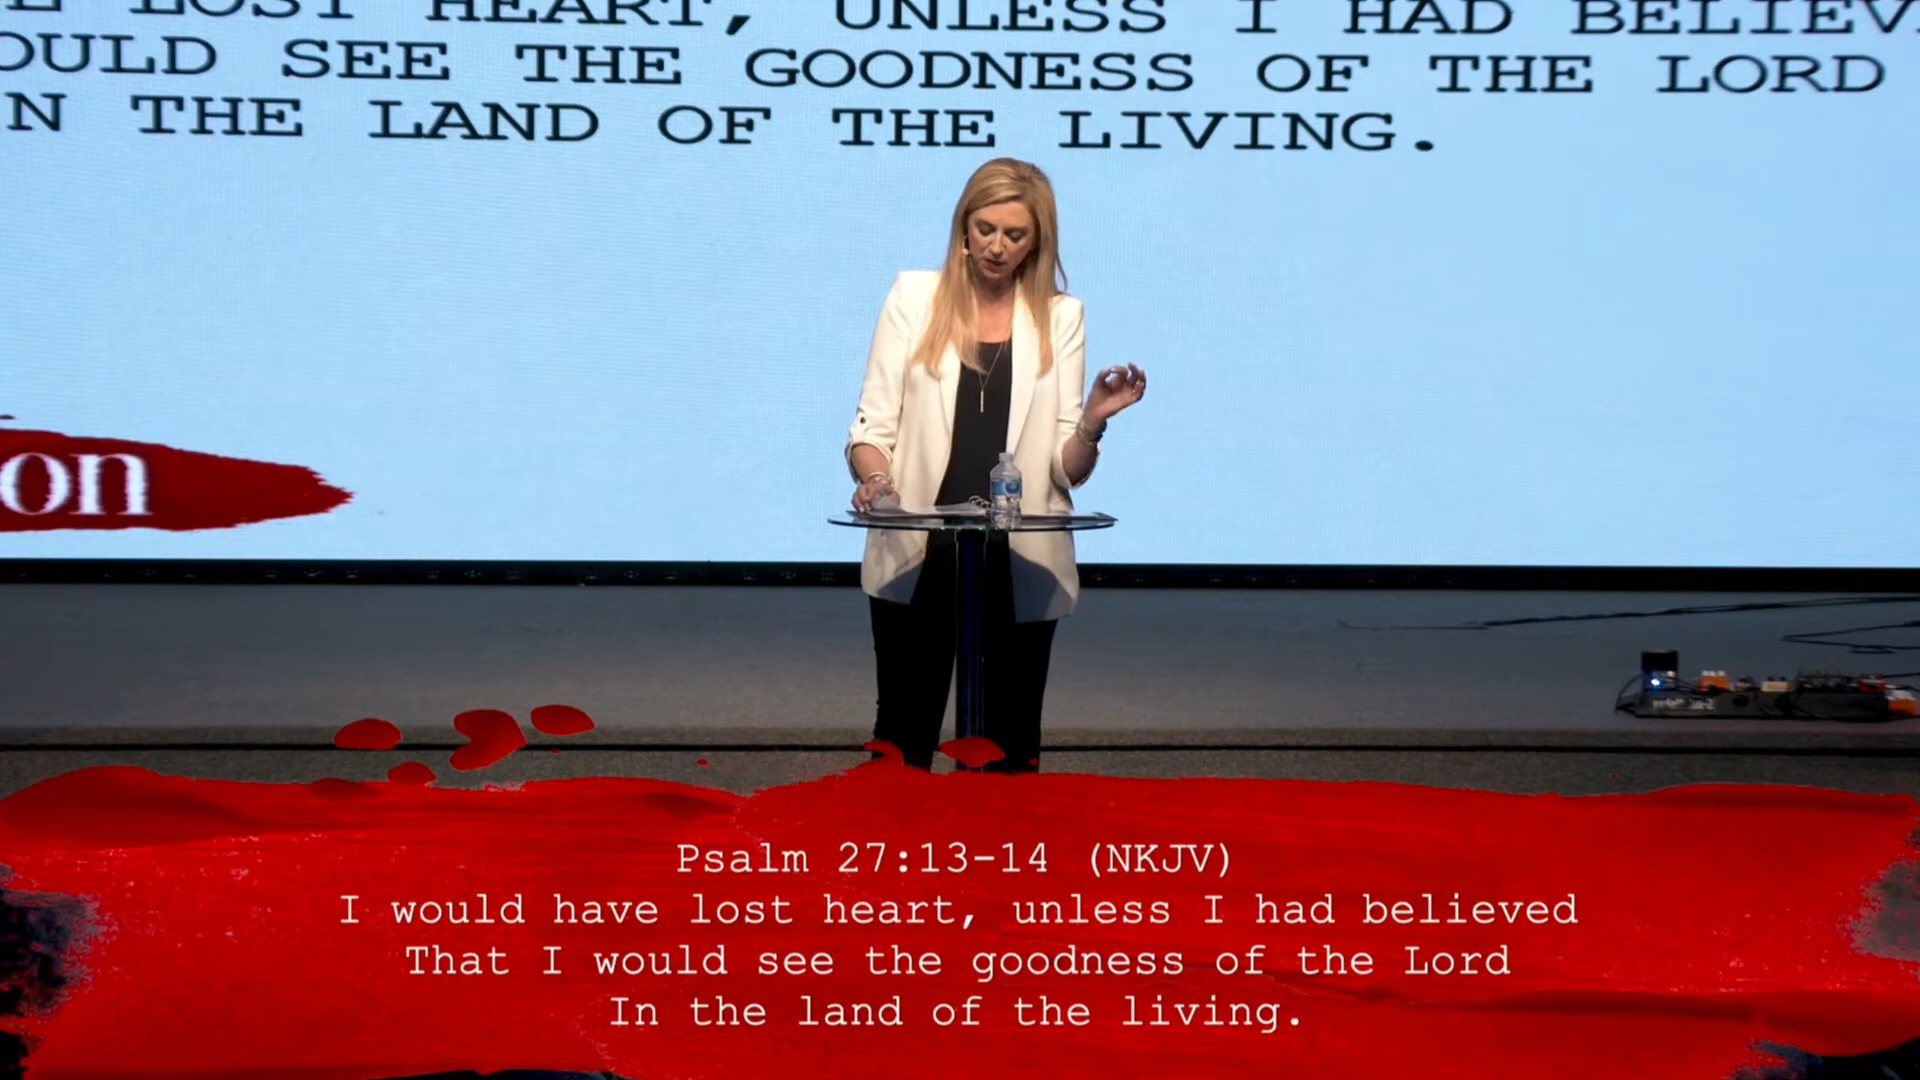 LOST HEART, UNLESS I HAD
SEE THE GOODNESS OF THE LORD
THE LAND OF THE LIVING.
on
Psalm 27:13-14 (NKJV)
I would have lost heart, unless I had believed
That I would see the goodness of the Lord
In the land of the living.